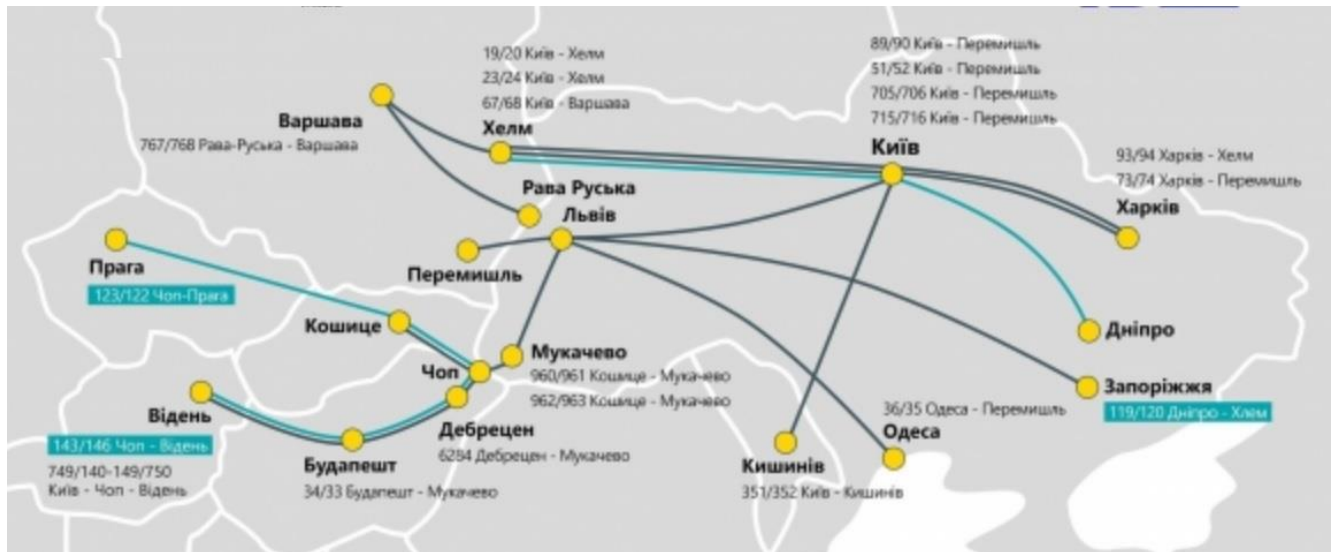 19/20 Київ - Хелм
23/24 Київ - Хелм
67/68 Київ - Варшава
Хелм
89/90 Київ - Перемишль
51/52 Київ - Перемишль
705/706 Київ - Перемишль
715/716 Київ - Перемишль
Київ
Варшава
767/768 Рава-Руська - Варшава
93/94 Харків - Хелм
73/74 Харків - Перемишль
Харків
Рава Руська
Львів
Перемишль
Прага
123/122 Чоп-Прага
Кошице
Чоп
Мукачево
960/961 Кошице - Мукачево
962/963 Кошице - Мукачево
Дніпро
Запоріжжя
119/120 Дніпро - Хлем
Відень
143/146 Чоп - Відень
749/140-149/750
Київ - Чоп - Відень
Будапешт
34/33 Будапешт - Мукачево
Дебрецен
6284 Дебрецен - Мукачево
36/35 Одеса - Перемишль
Одеса
Кишинів
351/352 Київ - Кишинів